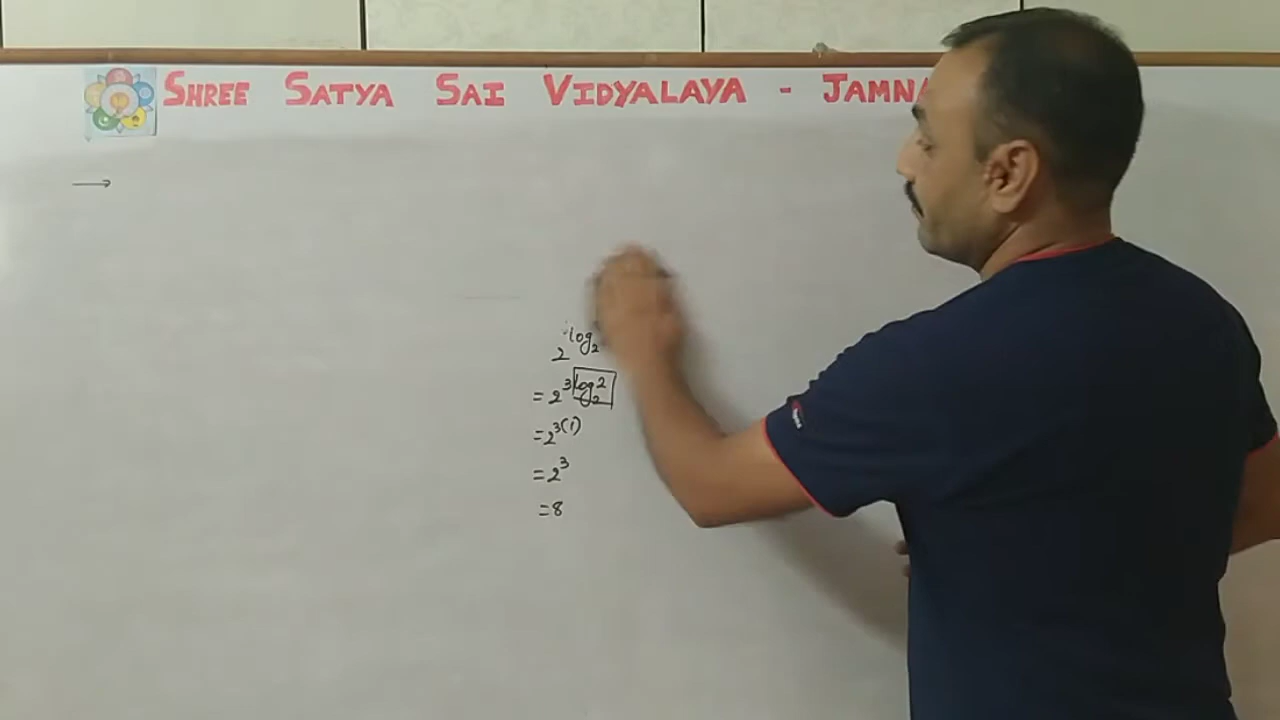 SHREE SATYA SAI VIDYALAYA - JAMNA
→
2^log₂
= 2^3 log₂2
= 2^3(1)
= 2^3
= 8